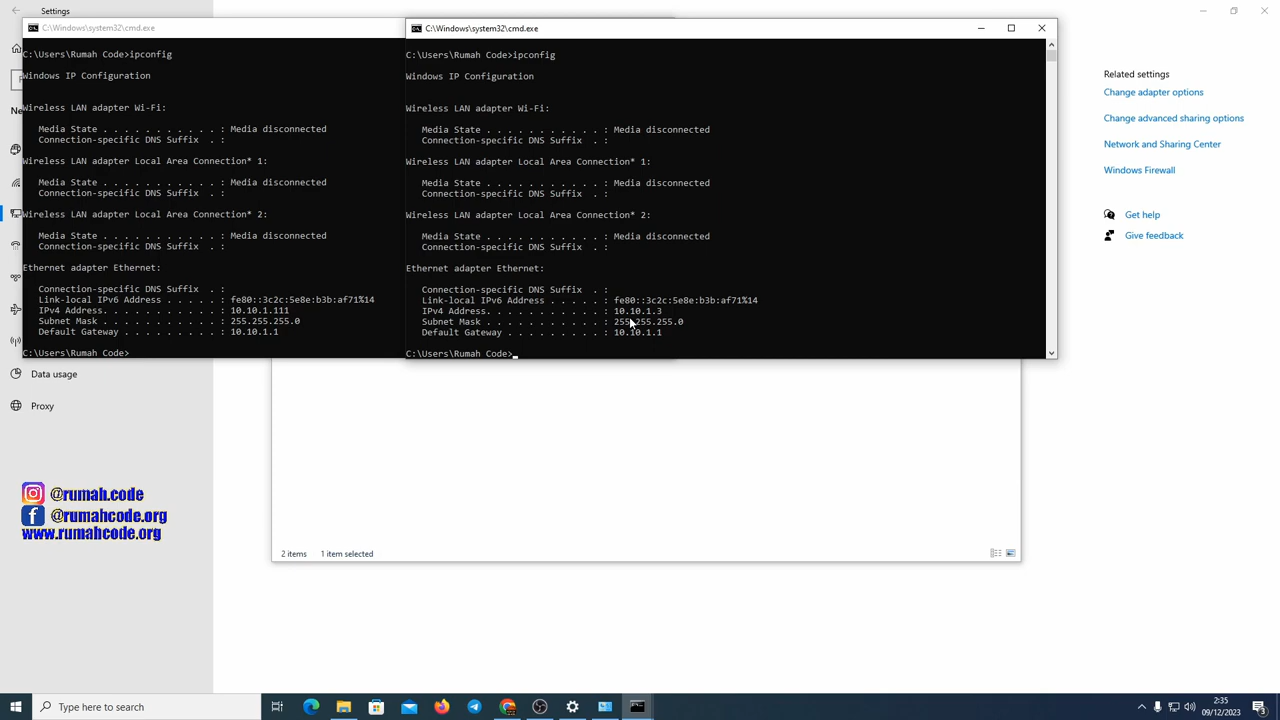 Settings
C:\Windows\system32\cmd.exe
C:\Users\Rumah Code>ipconfig
Windows IP Configuration
Wireless LAN adapter Wi-Fi:
Media State . . . . . . . . . . . : Media disconnected
Connection-specific DNS Suffix  . :
Wireless LAN adapter Local Area Connection* 1:
Media State . . . . . . . . . . . : Media disconnected
Connection-specific DNS Suffix  . :
Wireless LAN adapter Local Area Connection* 2:
Media State . . . . . . . . . . . : Media disconnected
Connection-specific DNS Suffix  . :
Ethernet adapter Ethernet:
Connection-specific DNS Suffix  . :
Link-local IPv6 Address . . . . . : fe80::3c2c:5e8e:b3b:af71%14
IPv4 Address. . . . . . . . . . . : 10.10.1.111
Subnet Mask . . . . . . . . . . . : 255.255.255.0
Default Gateway . . . . . . . . . : 10.10.1.1
C:\Users\Rumah Code>
C:\Windows\system32\cmd.exe
C:\Users\Rumah Code>ipconfig
Windows IP Configuration
Wireless LAN adapter Wi-Fi:
Media State . . . . . . . . . . . : Media disconnected
Connection-specific DNS Suffix  . :
Wireless LAN adapter Local Area Connection* 1:
Media State . . . . . . . . . . . : Media disconnected
Connection-specific DNS Suffix  . :
Wireless LAN adapter Local Area Connection* 2:
Media State . . . . . . . . . . . : Media disconnected
Connection-specific DNS Suffix  . :
Ethernet adapter Ethernet:
Connection-specific DNS Suffix  . :
Link-local IPv6 Address . . . . . : fe80::3c2c:5e8e:b3b:af71%14
IPv4 Address. . . . . . . . . . . : 10.10.1.3
Subnet Mask . . . . . . . . . . . : 255.255.255.0
Default Gateway . . . . . . . . . : 10.10.1.1
C:\Users\Rumah Code>
Related settings
Change adapter options
Change advanced sharing options
Network and Sharing Center
Windows Firewall
Get help
Give feedback
Data usage
Proxy
@rumah.code
@rumahcode.org
www.rumahcode.org
2 items 1 item selected
Type here to search
2:35
09/12/2023